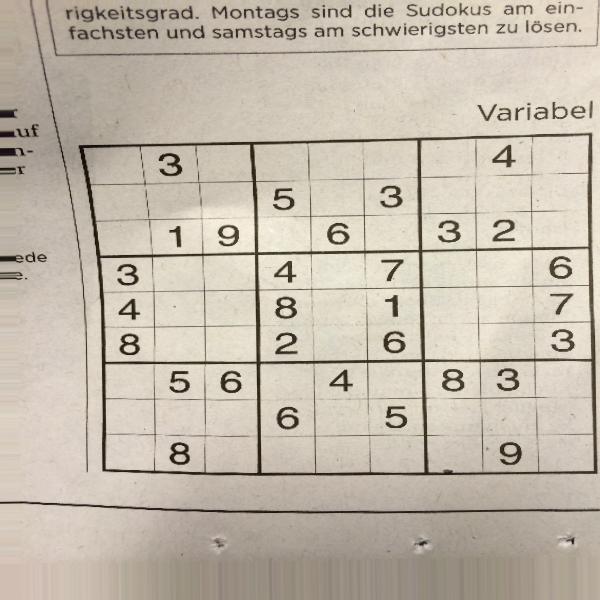 rigkeitsgrad. Montags sind die Sudokus am ein-
fachsten und samstags am schwierigsten zu lösen.
uf
n-
r
ede
e.
Variabel
3 4
5 3
1 9 6 3 2
3 4 7 6
4 8 1 7
8 2 6 3
5 6 4 8 3
6 5
8 9